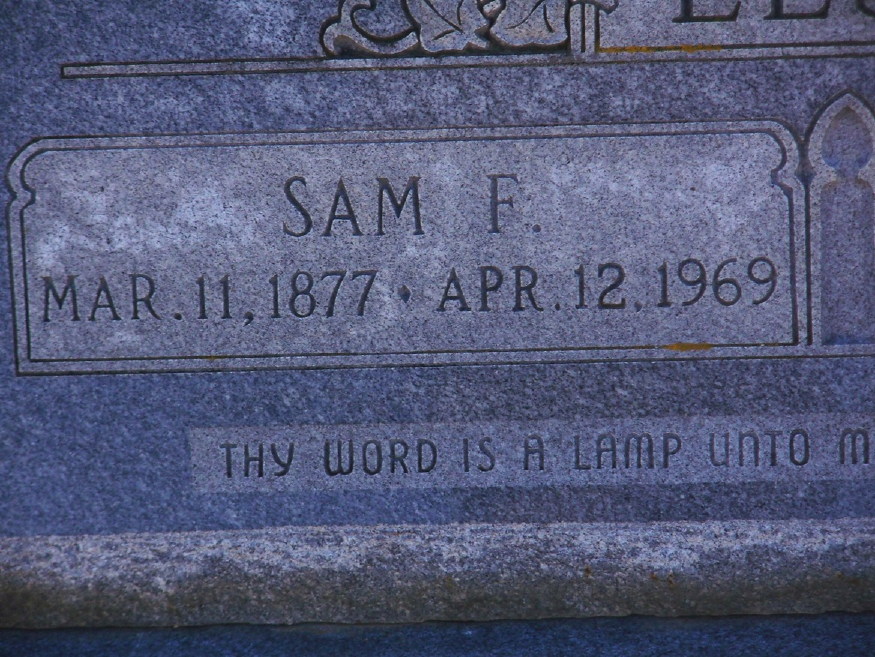 SAM F.
MAR. 11, 1877 · APR. 12, 1969
THY WORD IS A LAMP UNTO